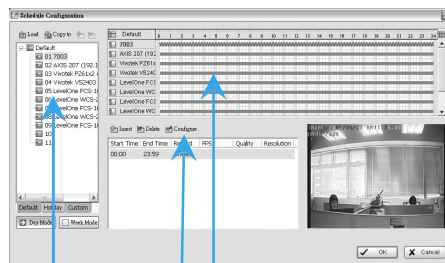 Schedule Configuration
Load Copy to
Default 0 1 2 3 4 5 6 7 8 9 10 11 12 13 14 15 16 17 18 19 20 21 22 23 24
7003
AXIS 207 (192
Vivotek PZ61x
Vivotek VS240
LevelOne FCS
LevelOne WC
LevelOne FCS
LevelOne WC
Default
01 7003
02 AXIS 207 (192.1
03 Vivotek PZ61x2
04 Vivotek VS2403
05 LevelOne FCS-1
06 LevelOne WCS-2
LevelOne FCS-1
LevelOne WCS-2
09 LevelOne FCS-1
10
11
Insert Delete Configure
Start Time End Time FPS Quality Resolution
00:00 23:59
Default Holiday Custom
Day Mode Week Mode
OK Cancel